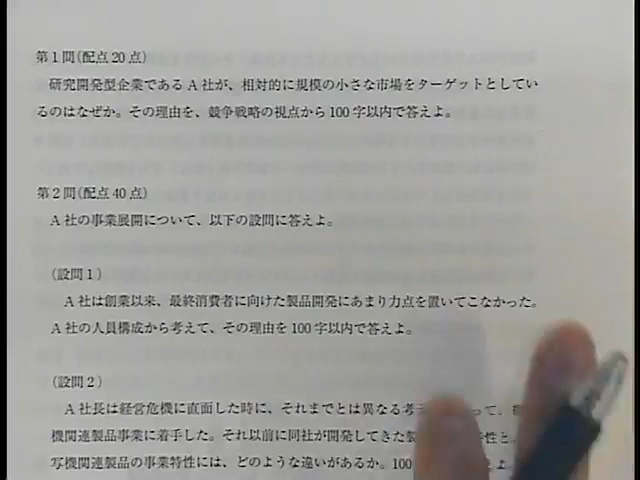 第1問(配点20点)
研究開発型企業であるA社が、相対的に規模の小さな市場をターゲットとしてい
るのはなぜか。その理由を、競争戦略の視点から100字以内で答えよ。
第2問(配点40点)
A社の事業展開について、以下の設問に答えよ。
(設問1)
A社は創業以来、最終消費者に向けた製品開発にあまり力点を置いてこなかった。
A社の人員構成から考えて、その理由を100字以内で答えよ。
(設問2)
A社長は経営危機に直面した時に、それまでとは異なる考 って、
機関連製品事業に着手した。それ以前に同社が開発してきた製 特性と、
写機関連製品の事業特性には、どのような違いがあるか。100 よ。